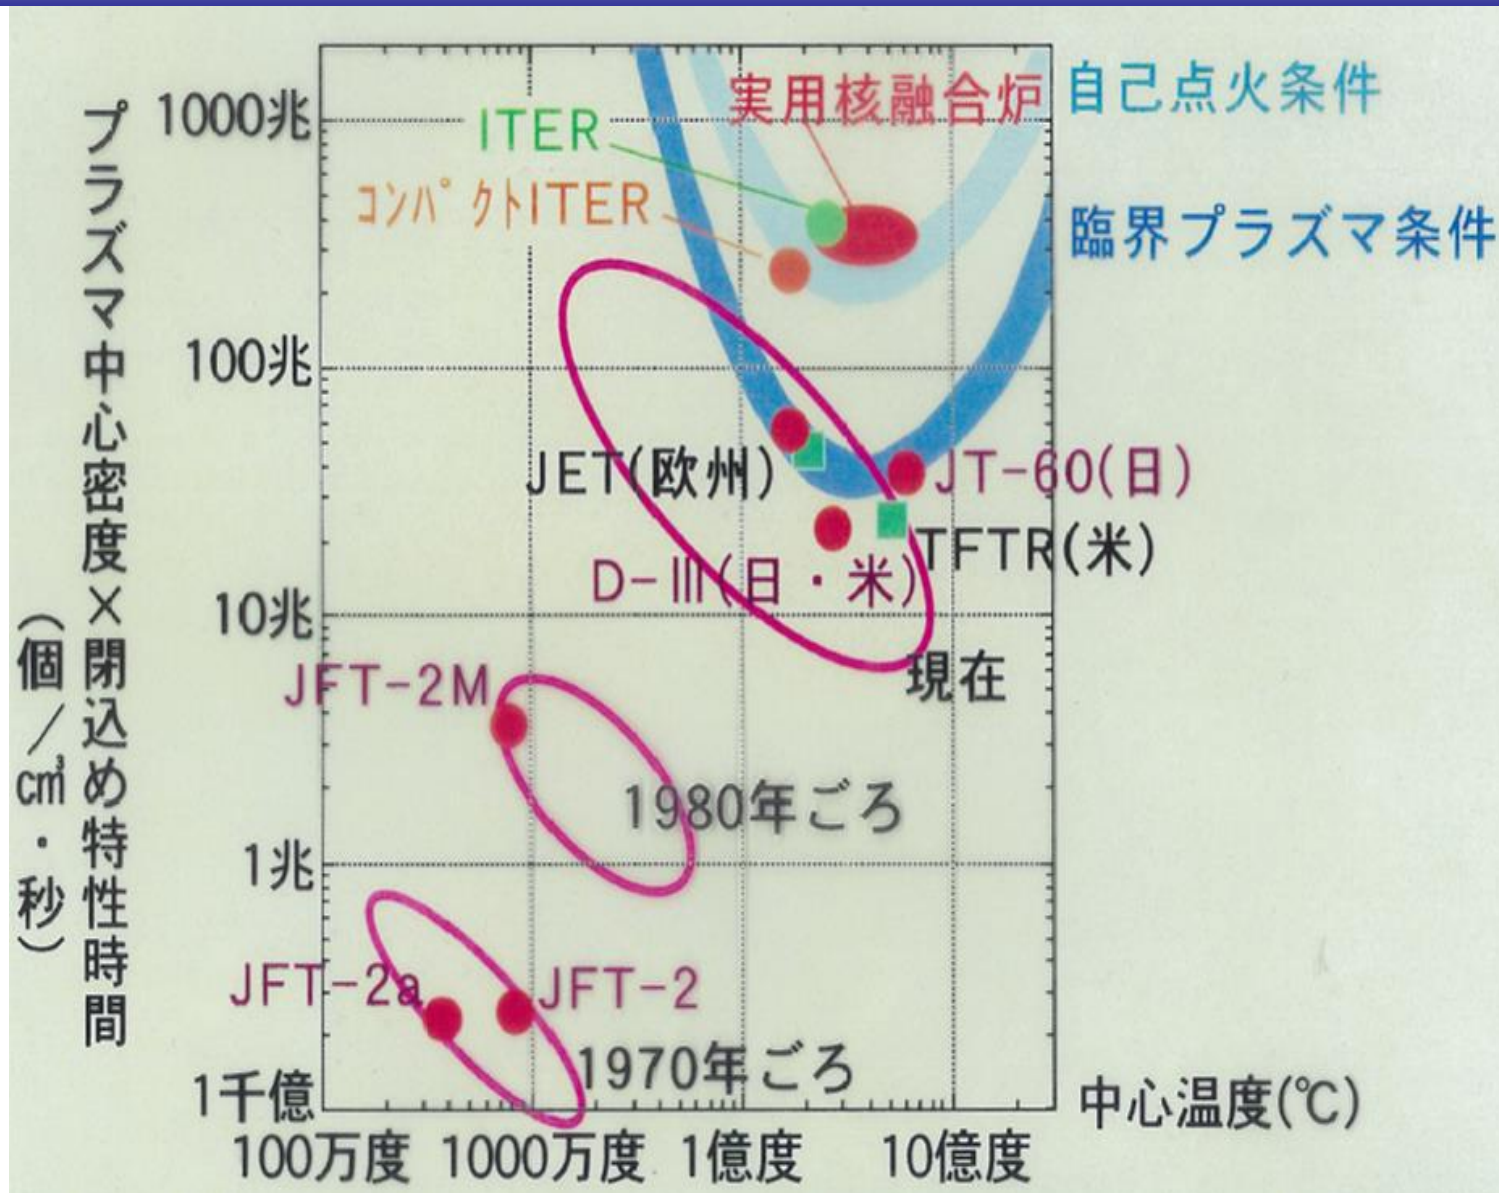 プラズマ中心密度×閉込め特性時間
(個/cm³・秒)
1000兆
100兆
10兆
1兆
1千億
100万度
1000万度
1億度
10億度
中心温度(℃)
自己点火条件
臨界プラズマ条件
実用核融合炉
ITER
コンパクトITER
JET(欧州)
JT-60(日)
TFTR(米)
D-III(日・米)
現在
JFT-2M
1980年ごろ
JFT-2a
JFT-2
1970年ごろ